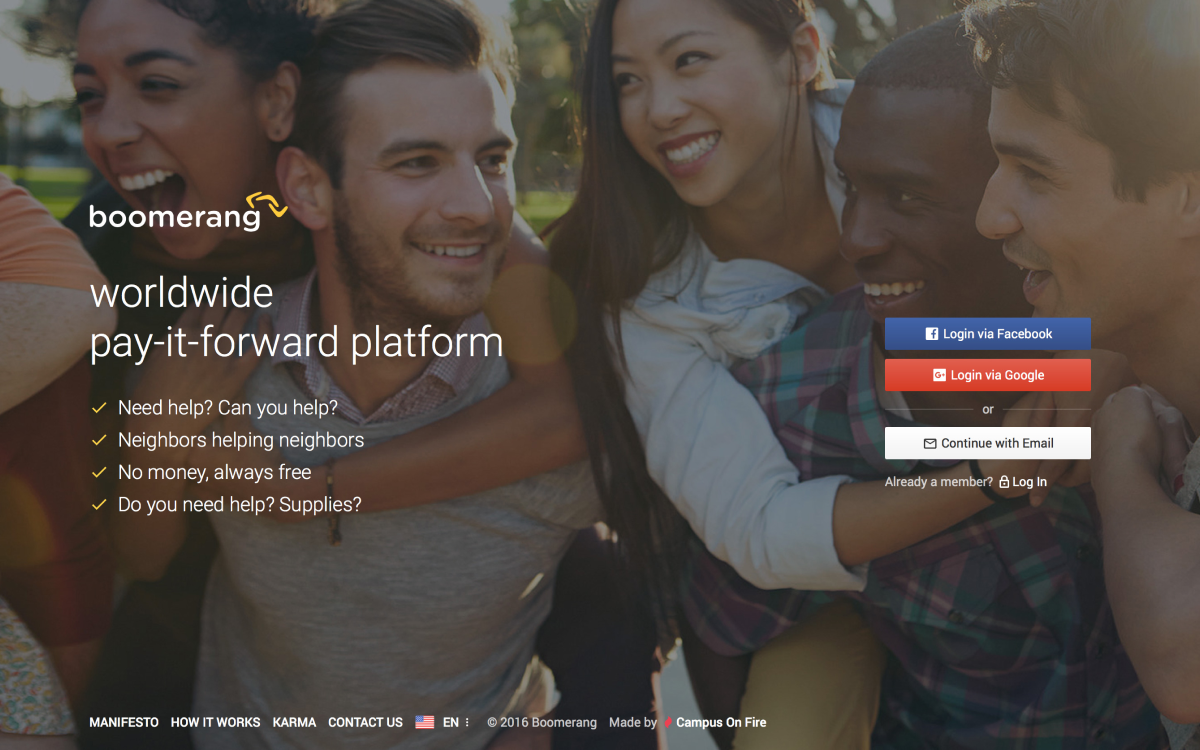 boomerang
worldwide
pay-it-forward platform
Need help? Can you help?
Neighbors helping neighbors
No money, always free
Do you need help? Supplies?
Login via Facebook
G+ Login via Google
or
Continue with Email
Already a member? Log In
MANIFESTO HOW IT WORKS KARMA CONTACT US EN © 2016 Boomerang Made by Campus On Fire